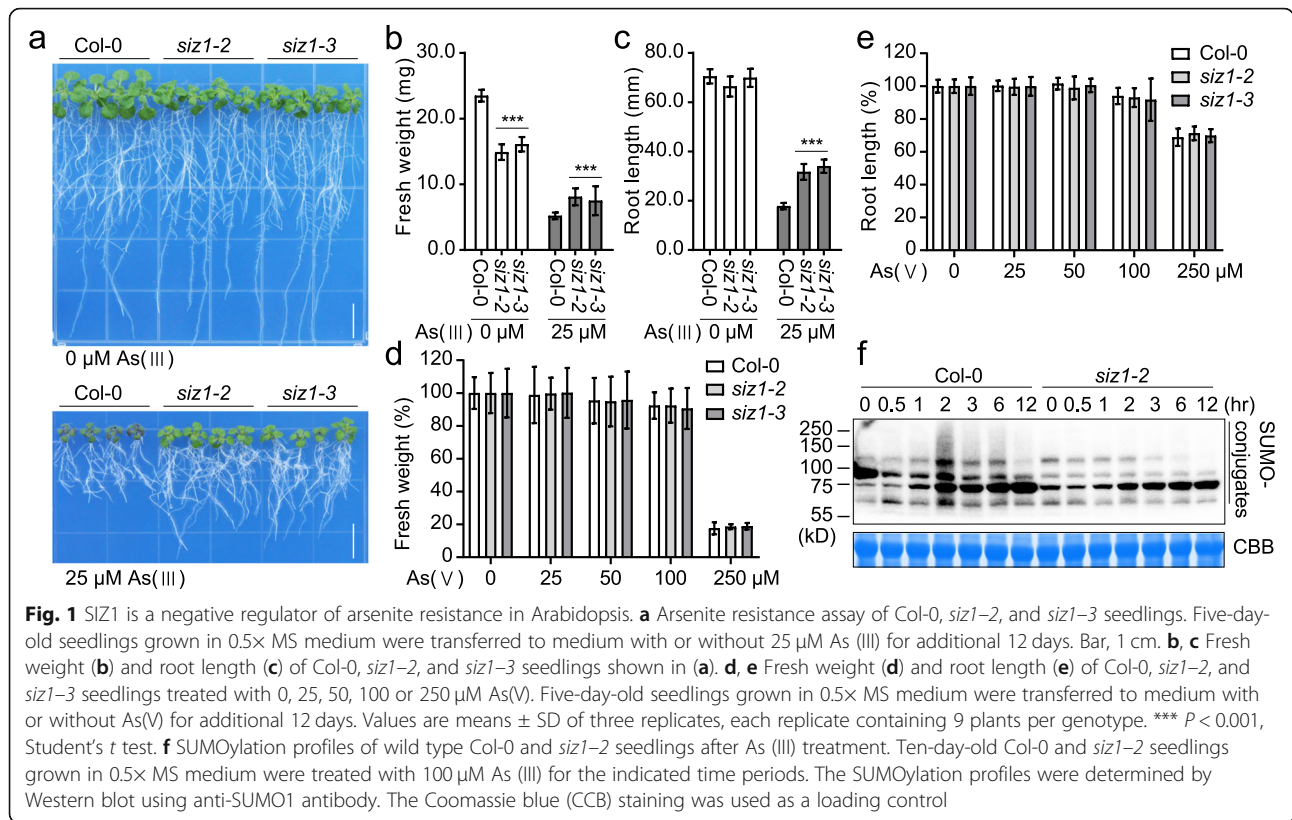 a
Col-0 siz1-2 siz1-3
0 µM As(III)
Col-0 siz1-2 siz1-3
25 µM As(III)
b
Fresh weight (mg)
30.0
20.0
10.0
0.0
Col-0 siz1-2 siz1-3 Col-0 siz1-2 siz1-3
*** ***
As(III) 0 µM 25 µM
c
Root length (mm)
80.0
60.0
40.0
20.0
0.0
***
Col-0 siz1-2 siz1-3 Col-0 siz1-2 siz1-3
As(III) 0 µM 25 µM
d
Fresh weight (%)
120
100
80
60
40
20
0
Col-0
siz1-2
siz1-3
As(V) 0 25 50 100 250 µM
e
Root length (%)
120
100
80
60
40
20
0
Col-0
siz1-2
siz1-3
As(V) 0 25 50 100 250 µM
f
Col-0 siz1-2
0 0.5 1 2 3 6 12 0 0.5 1 2 3 6 12 (hr)
250
150
100
75
55
(kD)
SUMO-
conjugates
CBB
Fig. 1 SIZ1 is a negative regulator of arsenite resistance in Arabidopsis. a Arsenite resistance assay of Col-0, siz1–2, and siz1–3 seedlings. Five-day-
old seedlings grown in 0.5× MS medium were transferred to medium with or without 25 µM As (III) for additional 12 days. Bar, 1 cm. b, c Fresh
weight (b) and root length (c) of Col-0, siz1–2, and siz1–3 seedlings shown in (a). d, e Fresh weight (d) and root length (e) of Col-0, siz1–2, and
siz1–3 seedlings treated with 0, 25, 50, 100 or 250 µM As(V). Five-day-old seedlings grown in 0.5× MS medium were transferred to medium with
or without As(V) for additional 12 days. Values are means ± SD of three replicates, each replicate containing 9 plants per genotype. *** P < 0.001,
Student's t test. f SUMOylation profiles of wild type Col-0 and siz1–2 seedlings after As (III) treatment. Ten-day-old Col-0 and siz1–2 seedlings
grown in 0.5× MS medium were treated with 100 µM As (III) for the indicated time periods. The SUMOylation profiles were determined by
Western blot using anti-SUMO1 antibody. The Coomassie blue (CCB) staining was used as a loading control